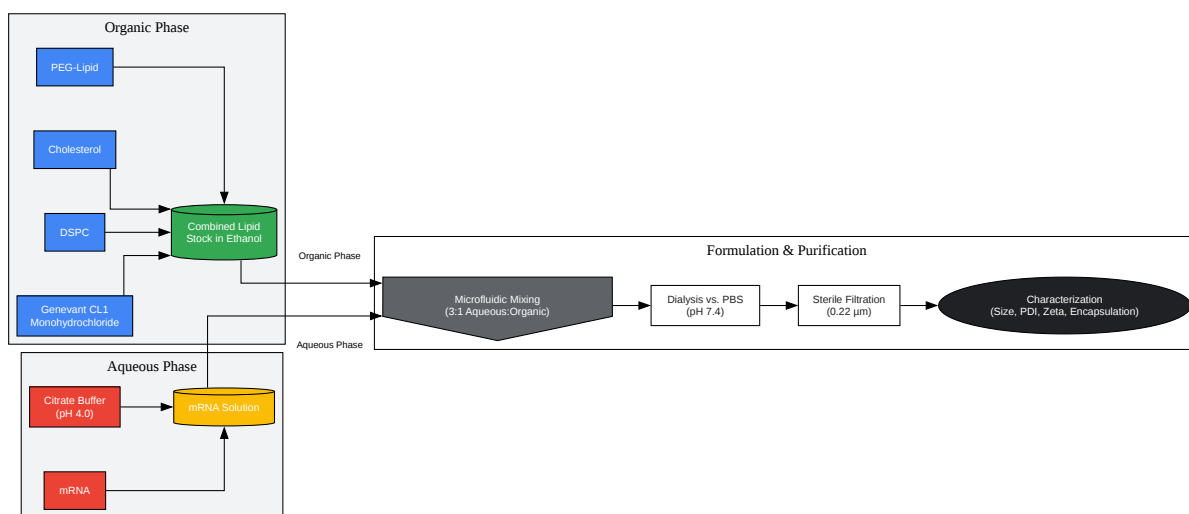 Organic Phase
PEG-Lipid
Cholesterol
DSPC
Combined Lipid
Stock in Ethanol
Genevant CL1
Monohydrochloride
Aqueous Phase
Citrate Buffer
(pH 4.0)
mRNA Solution
mRNA
Organic Phase
Aqueous Phase
Formulation & Purification
Microfluidic Mixing
(3:1 Aqueous:Organic)
Dialysis vs. PBS
(pH 7.4)
Sterile Filtration
(0.22 µm)
Characterization
(Size, PDI, Zeta, Encapsulation)